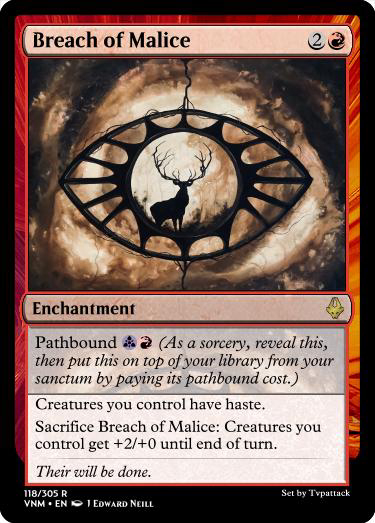 Breach of Malice 2
Enchantment
Pathbound (As a sorcery, reveal this,
then put this on top of your library from your
sanctum by paying its pathbound cost.)
Creatures you control have haste.
Sacrifice Breach of Malice: Creatures you
control get +2/+0 until end of turn.
Their will be done.
118/305 R
Set by Tvpattack
VNM • EN J Edward Neill